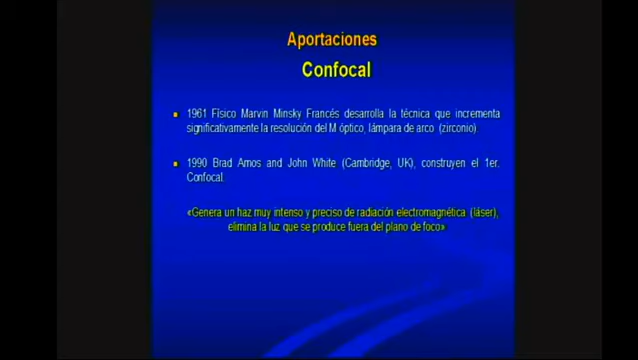 Aportaciones
Confocal
1961 Físico Marvin Minsky Francés desarrolla la técnica que incrementa
significativamente la resolución del M óptico, lámpara de arco (zirconio).
1990 Brad Amos and John White (Cambridge, UK), construyen el 1er.
Confocal.
«Genera un haz muy intenso y preciso de radiación electromagnética (láser),
elimina la luz que se produce fuera del plano de foco»